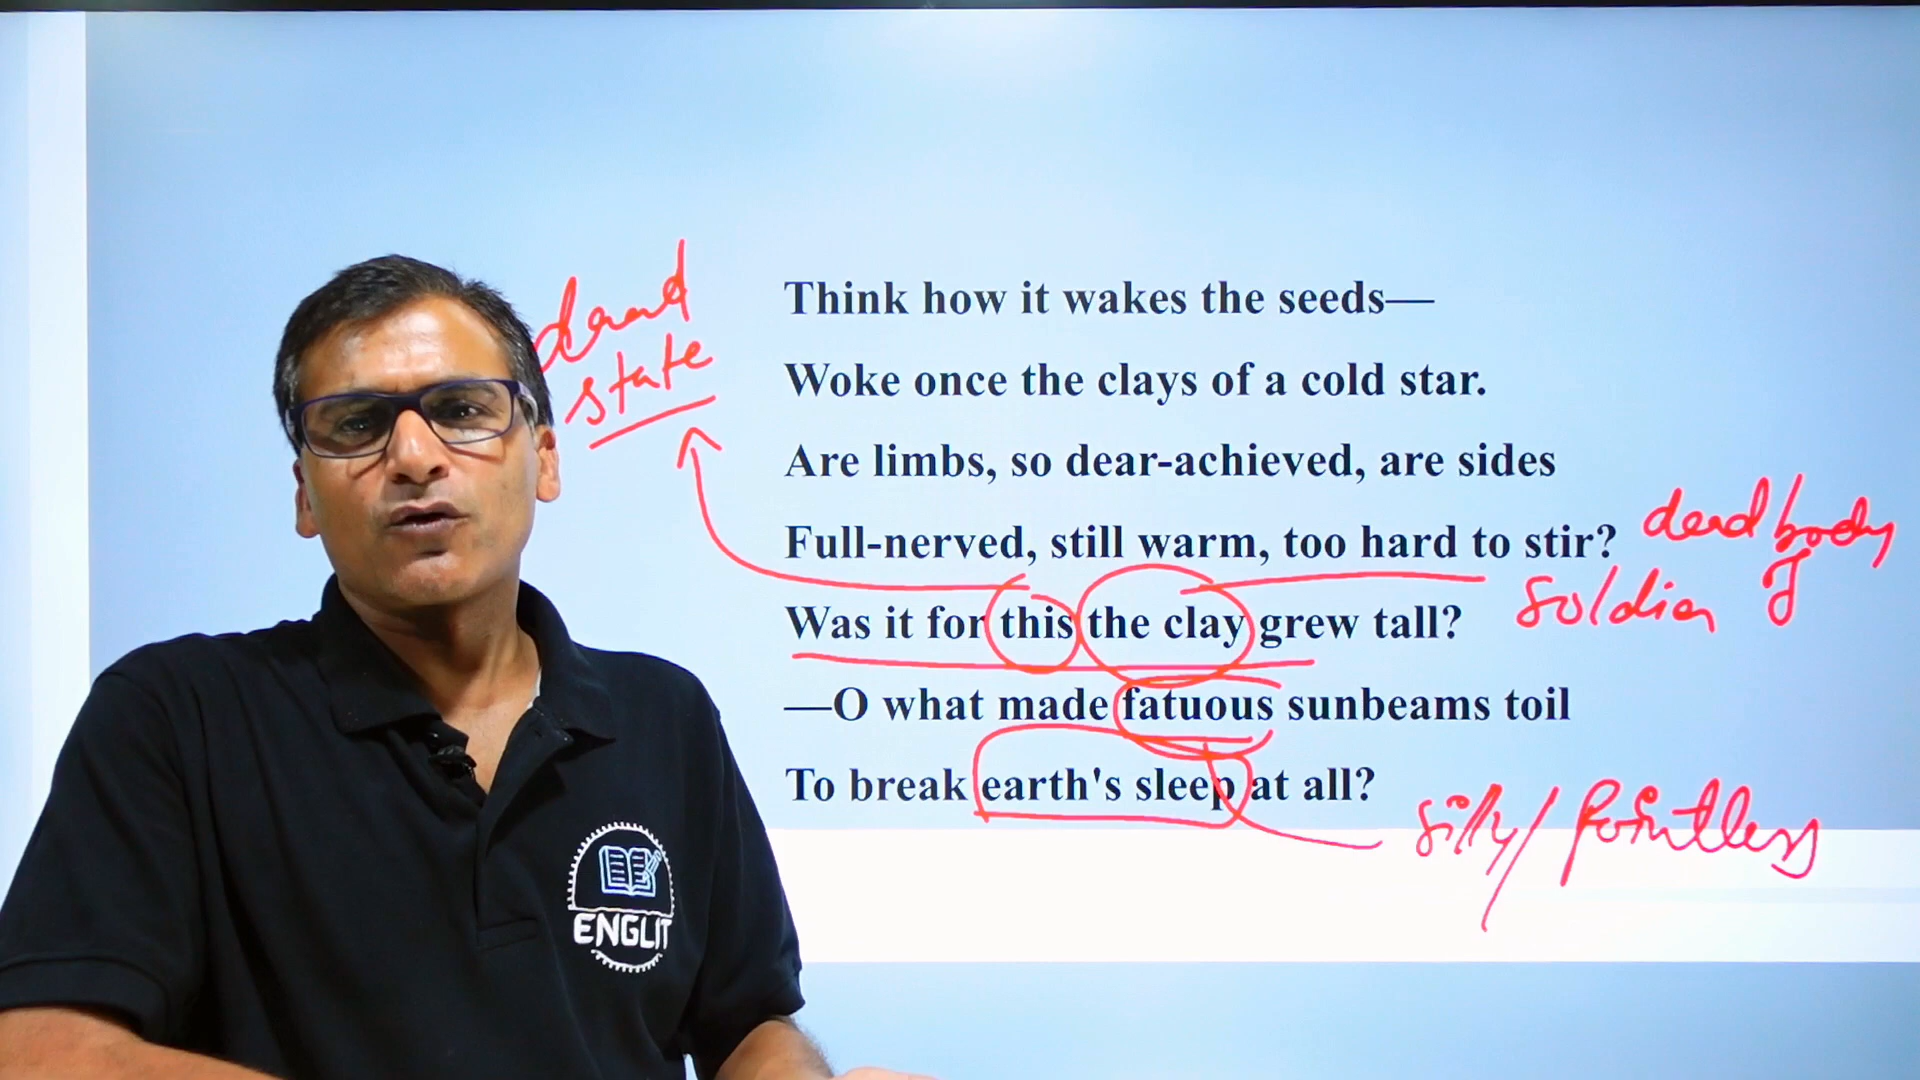 dead
state
Think how it wakes the seeds—
Woke once the clays of a cold star.
Are limbs, so dear-achieved, are sides
Full-nerved, still warm, too hard to stir?
dead body of
soldier
Was it for this the clay grew tall?
—O what made fatuous sunbeams toil
To break earth's sleep at all?
silly/pointless
ENGLIT